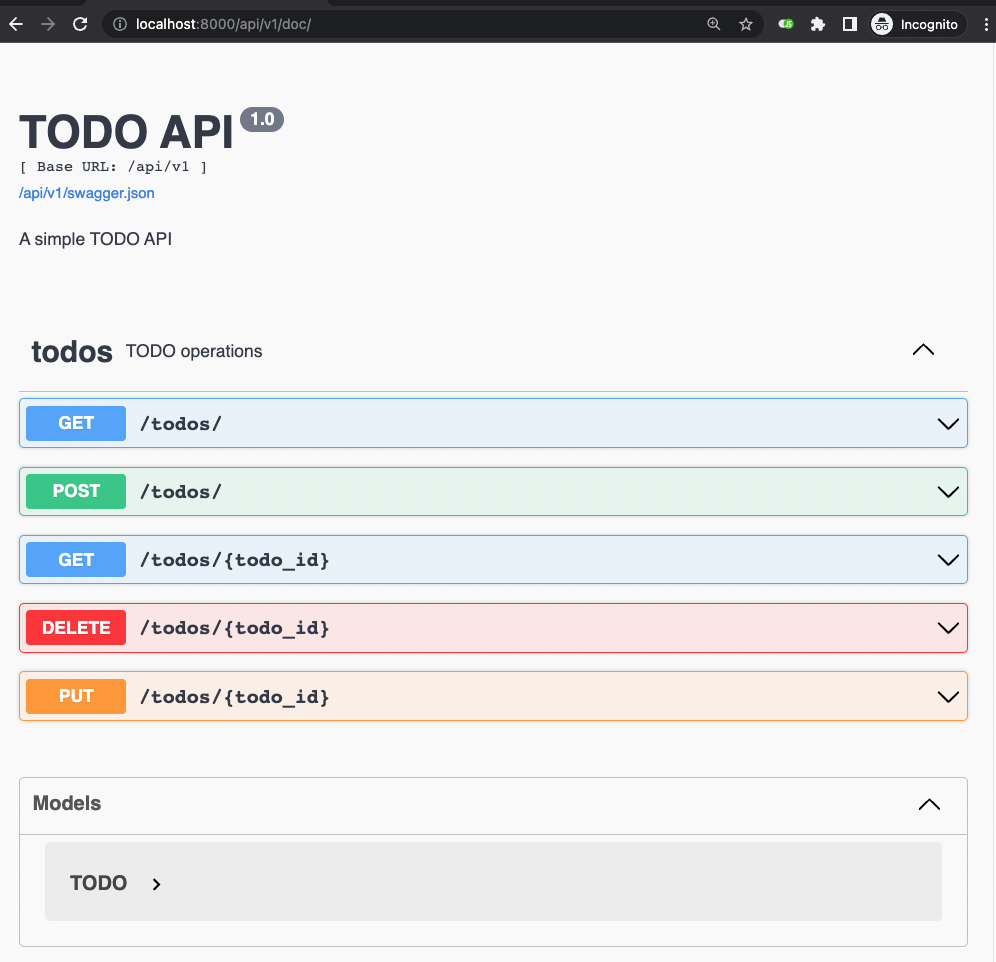 localhost:8000/api/v1/doc/
JS
Incognito
TODO API 1.0
[ Base URL: /api/v1 ]
/api/v1/swagger.json
A simple TODO API
todos TODO operations
GET /todos/
POST /todos/
GET /todos/{todo_id}
DELETE /todos/{todo_id}
PUT /todos/{todo_id}
Models
TODO